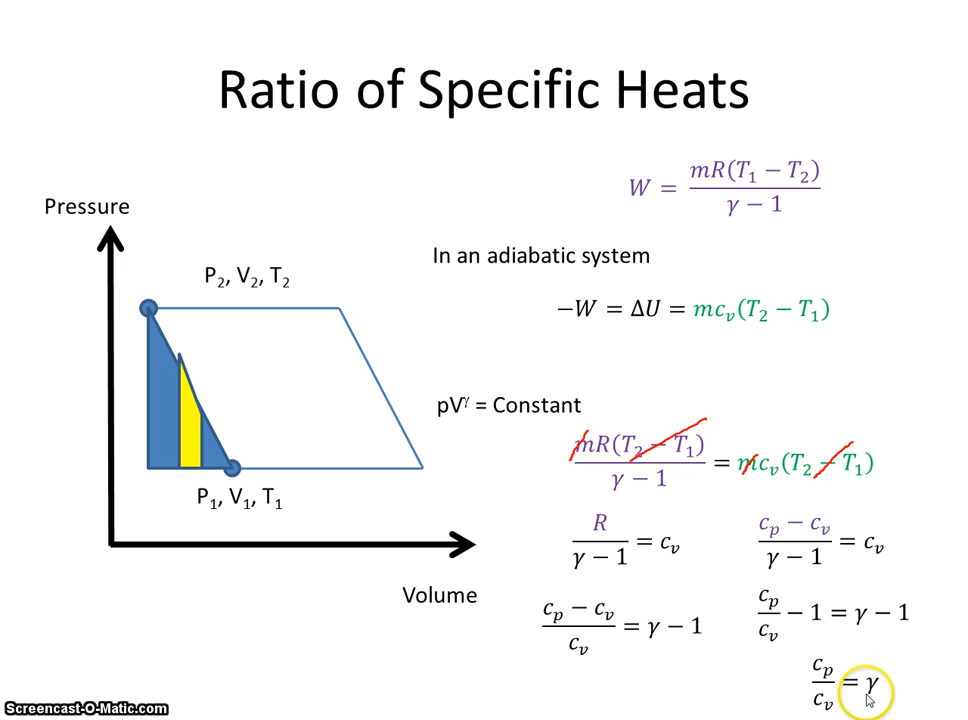 Ratio of Specific Heats
W = mR(T₁ − T₂) / γ − 1
Pressure
In an adiabatic system
P₂, V₂, T₂
−W = ΔU = mcᵥ(T₂ − T₁)
pVᵞ = Constant
mR(T₂ − T₁) / γ − 1 = mcᵥ(T₂ − T₁)
P₁, V₁, T₁
R / γ − 1 = cᵥ
cₚ − cᵥ / γ − 1 = cᵥ
Volume
cₚ − cᵥ / cᵥ = γ − 1
cₚ / cᵥ − 1 = γ − 1
cₚ / cᵥ = γ
Screencast-O-Matic.com